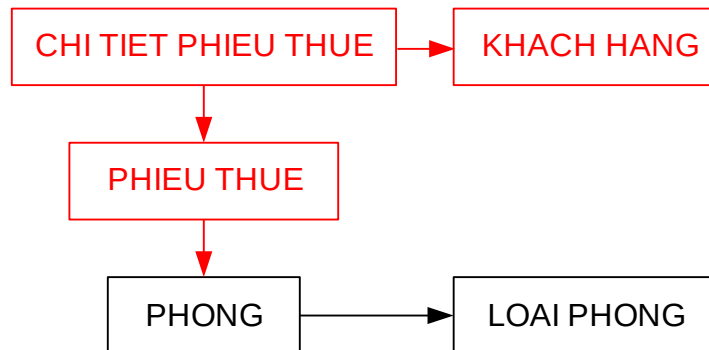 CHI TIET PHIEU THUE
KHACH HANG
PHIEU THUE
PHONG
LOAI PHONG